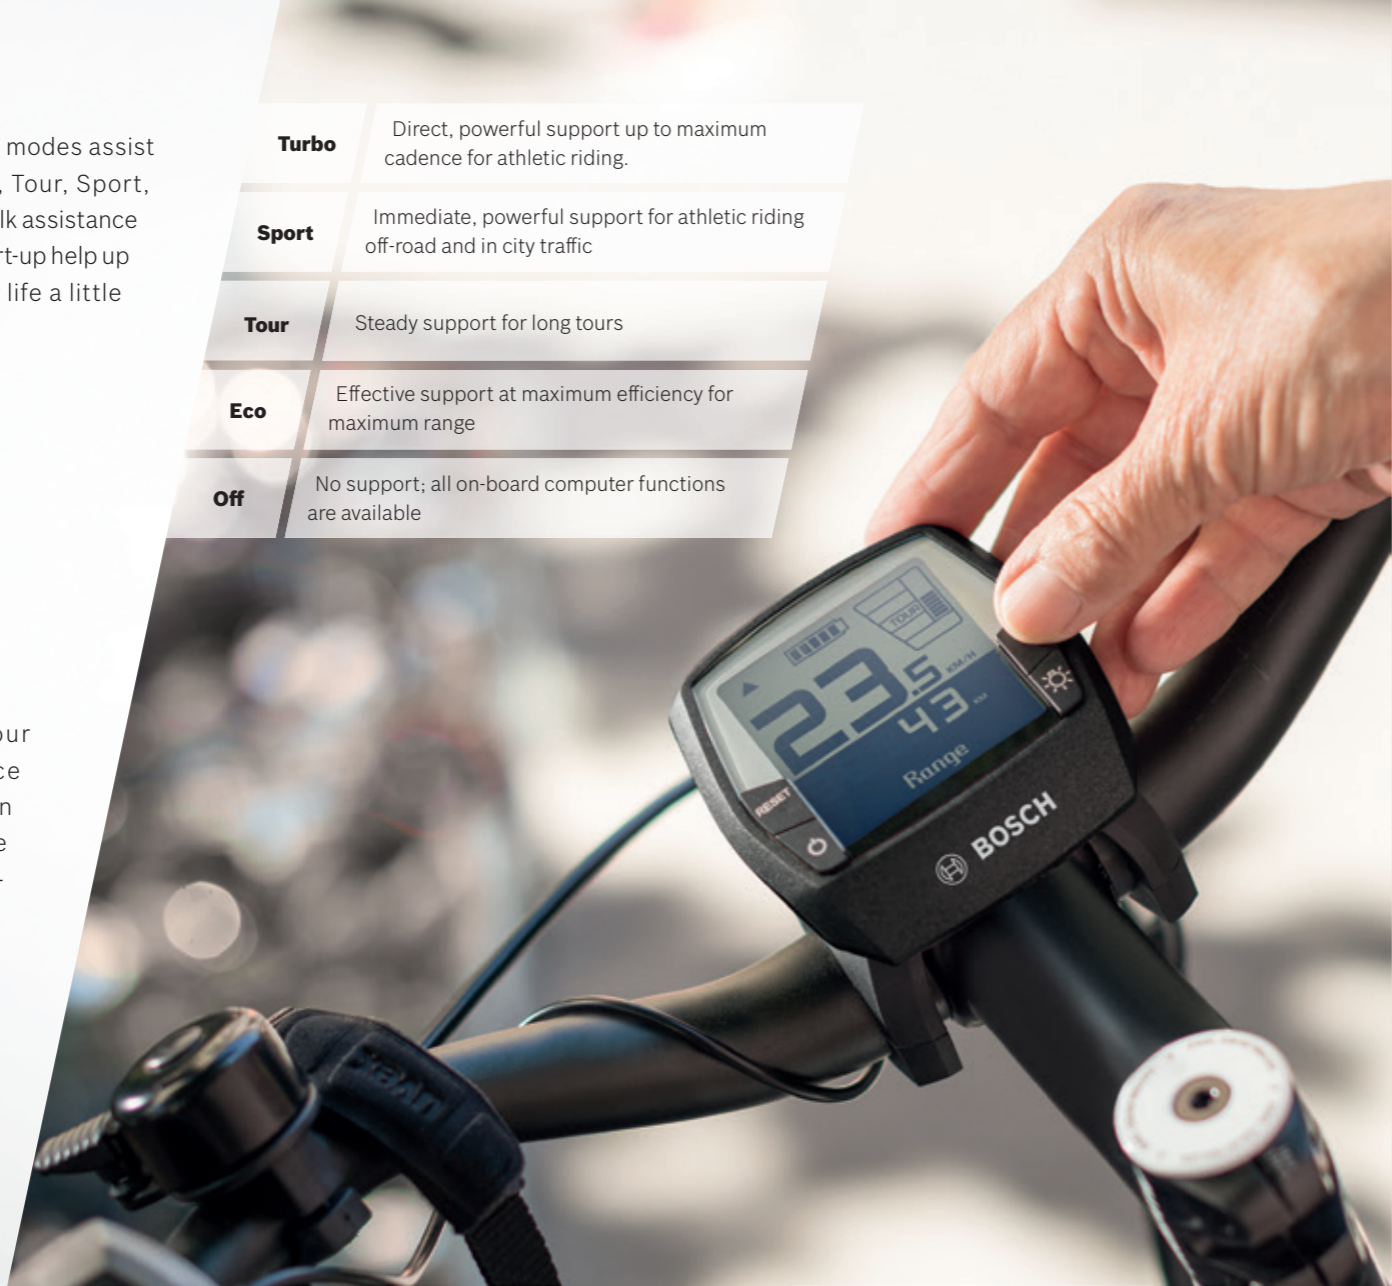 modes assist
, Tour, Sport,
lk assistance
rt-up help up
life a little
Turbo
Direct, powerful support up to maximum
cadence for athletic riding.
Sport
Immediate, powerful support for athletic riding
off-road and in city traffic
Tour
Steady support for long tours
Eco
Effective support at maximum efficiency for
maximum range
Off
No support; all on-board computer functions
are available
our
ce
n
e
-
TOUR
23.5 KM/H
43 KM
Range
RESET
BOSCH